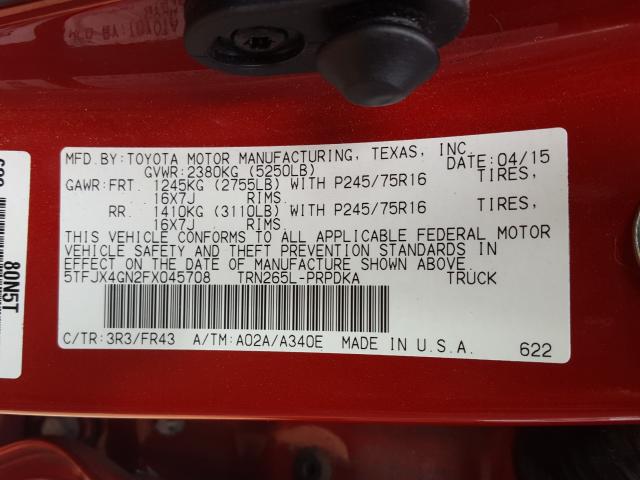 MFD.BY:TOYOTA MOTOR MANUFACTURING, TEXAS, INC.
GVWR:2380KG (5250LB) DATE:04/15
GAWR:FRT. 1245KG (2755LB) WITH P245/75R16 TIRES,
16X7J RIMS
RR. 1410KG (3110LB) WITH P245/75R16 TIRES,
16X7J RIMS
THIS VEHICLE CONFORMS TO ALL APPLICABLE FEDERAL MOTOR
VEHICLE SAFETY AND THEFT PREVENTION STANDARDS IN
EFFECT ON THE DATE OF MANUFACTURE SHOWN ABOVE.
5TFJX4GN2FX045708 TRN265L-PRPDKA TRUCK
C/TR:3R3/FR43 A/TM:A02A/A340E MADE IN U.S.A. 622
80N5T